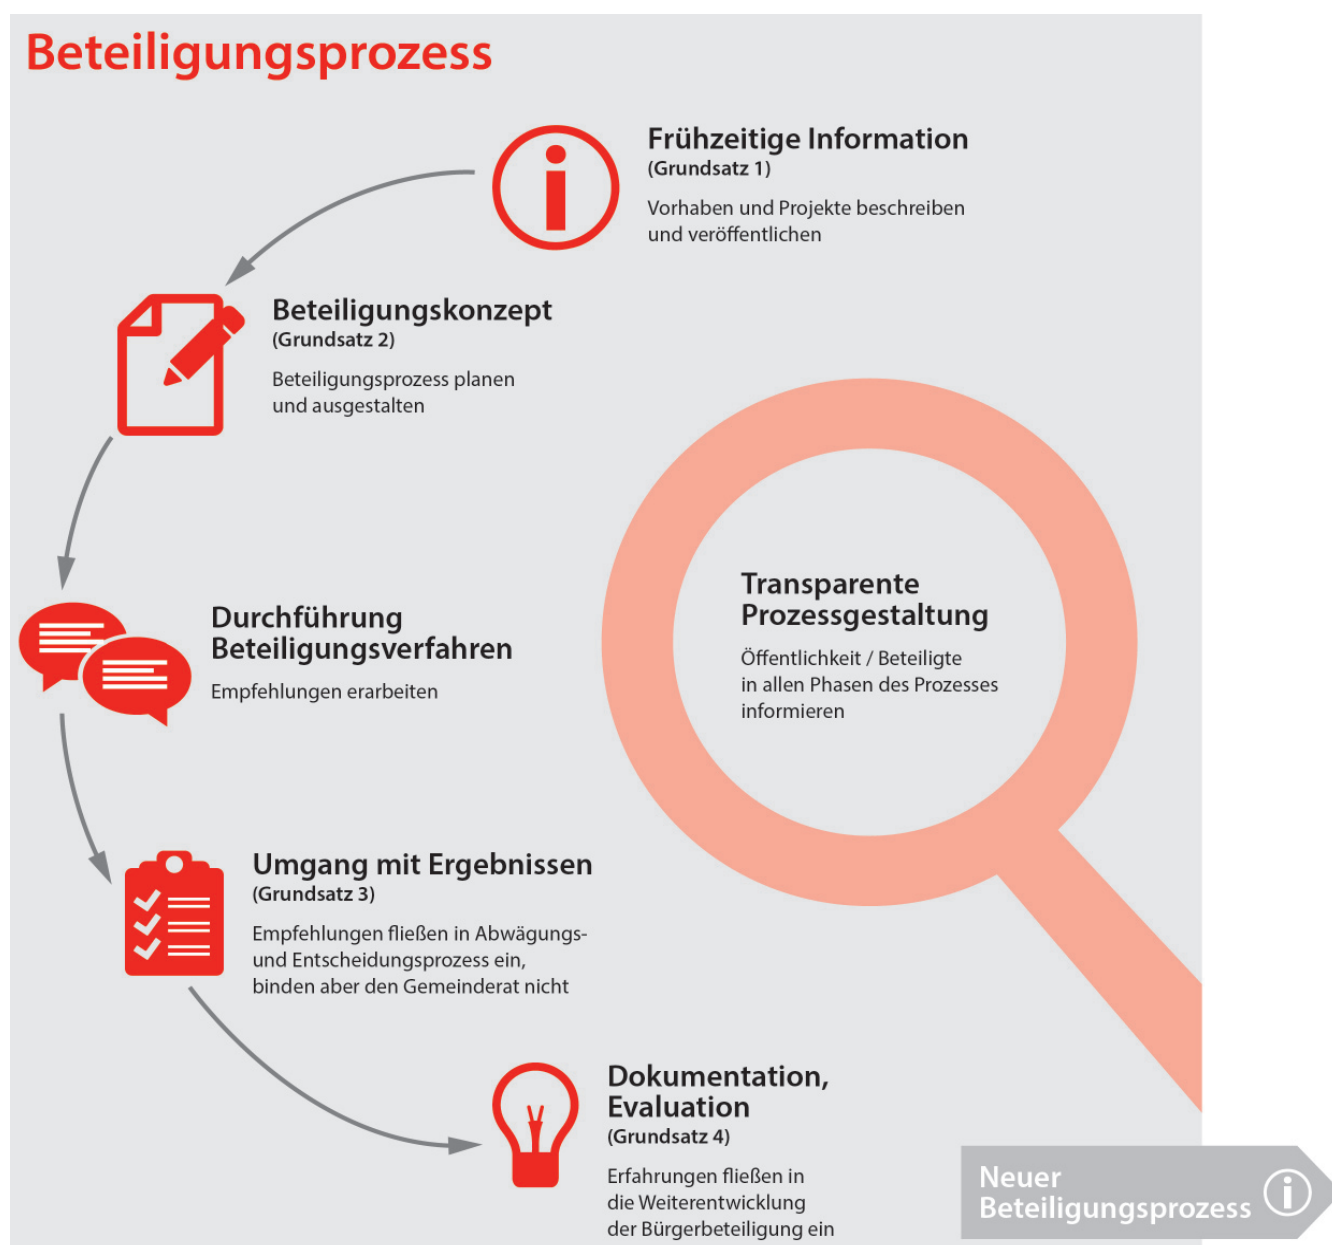 Beteiligungsprozess
Frühzeitige Information
(Grundsatz 1)
Vorhaben und Projekte beschreiben
und veröffentlichen
Beteiligungskonzept
(Grundsatz 2)
Beteiligungsprozess planen
und ausgestalten
Durchführung
Beteiligungsverfahren
Empfehlungen erarbeiten
Transparente
Prozessgestaltung
Öffentlichkeit / Beteiligte
in allen Phasen des Prozesses
informieren
Umgang mit Ergebnissen
(Grundsatz 3)
Empfehlungen fließen in Abwägungs-
und Entscheidungsprozess ein,
binden aber den Gemeinderat nicht
Dokumentation,
Evaluation
(Grundsatz 4)
Erfahrungen fließen in
die Weiterentwicklung
der Bürgerbeteiligung ein
Neuer
Beteiligungsprozess